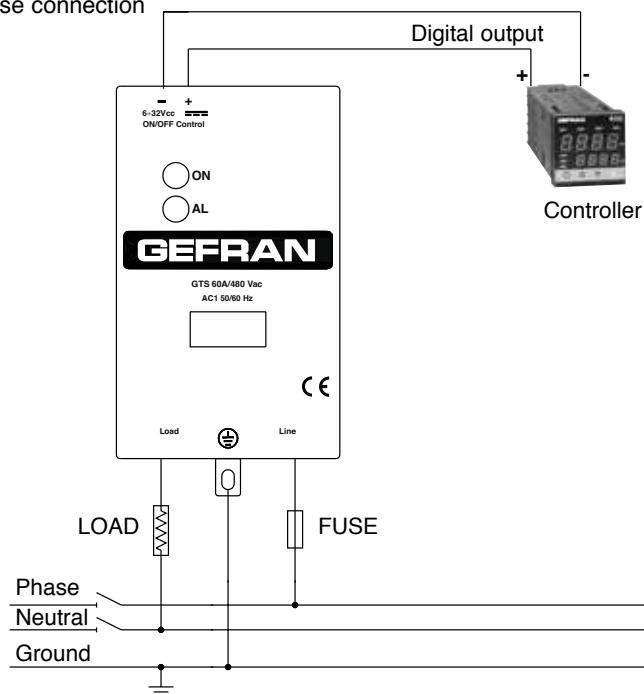 se connection
Digital output
+ -
- +
6÷32Vcc
ON/OFF Control
ON
AL
GEFRAN
GEFRAN
Controller
GTS 60A/480 Vac
AC1 50/60 Hz
CE
Load Line
LOAD FUSE
Phase
Neutral
Ground